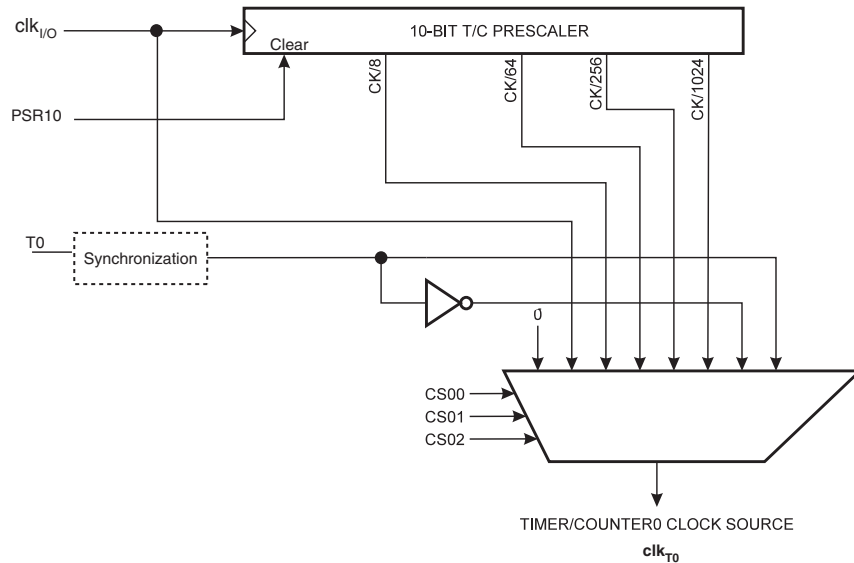 clkI/O
10-BIT T/C PRESCALER
Clear
CK/8
CK/64
CK/256
CK/1024
PSR10
T0
Synchronization
0
CS00
CS01
CS02
TIMER/COUNTER0 CLOCK SOURCE
clkT0